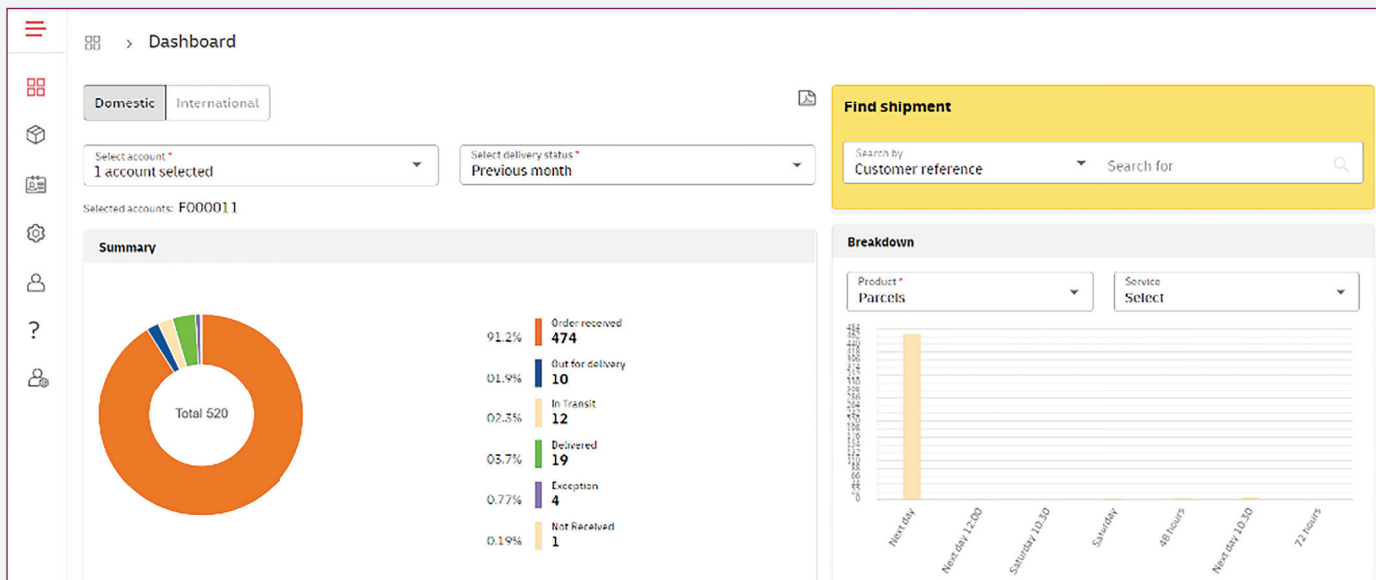 Dashboard
Domestic
International
Select account *
1 account selected
Select delivery status *
Previous month
Selected accounts: F000011
Find shipment
Search by
Customer reference
Search for
Summary
Total 520
91.2%
Order received
474
01.9%
Out for delivery
10
02.3%
In Transit
12
03.7%
Delivered
19
0.77%
Exception
4
0.19%
Not Received
1
Breakdown
Product *
Parcels
Service
Select
Next day
Next day 12:00
Saturday 10:30
Saturday
48 hours
Next day 10:30
72 hours